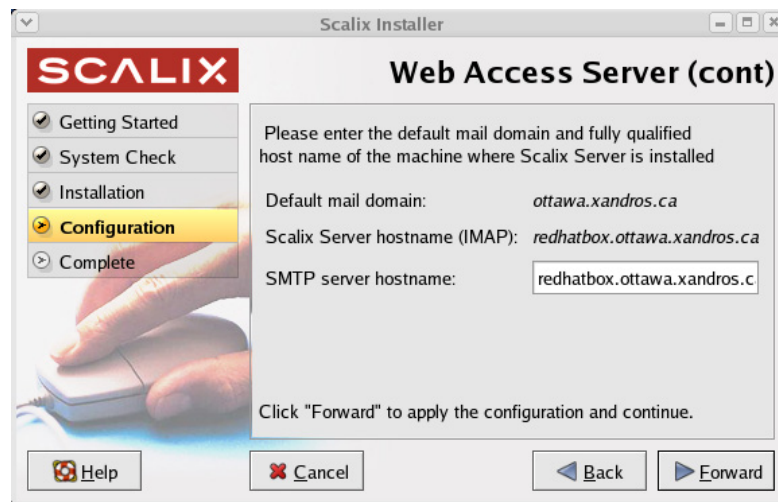 Scalix Installer
SCALIX
Web Access Server (cont)
Getting Started
System Check
Installation
Configuration
Complete
Please enter the default mail domain and fully qualified
host name of the machine where Scalix Server is installed
Default mail domain: ottawa.xandros.ca
Scalix Server hostname (IMAP): redhatbox.ottawa.xandros.ca
SMTP server hostname: redhatbox.ottawa.xandros.c
Click "Forward" to apply the configuration and continue.
Help Cancel Back Forward